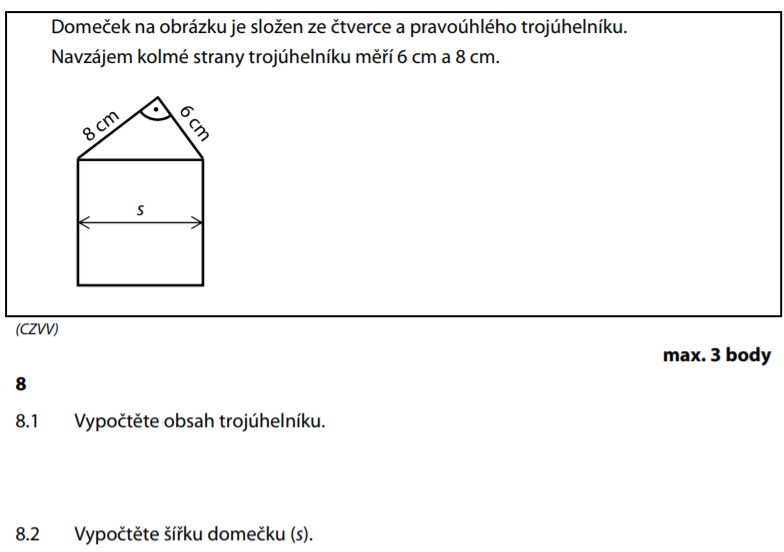 Domeček na obrázku je složen ze čtverce a pravoúhlého trojúhelníku.
Navzájem kolmé strany trojúhelníku měří 6 cm a 8 cm.
8 cm
6 cm
s
(CZVV)
max. 3 body
8
8.1 Vypočtěte obsah trojúhelníku.
8.2 Vypočtěte šířku domečku (s).